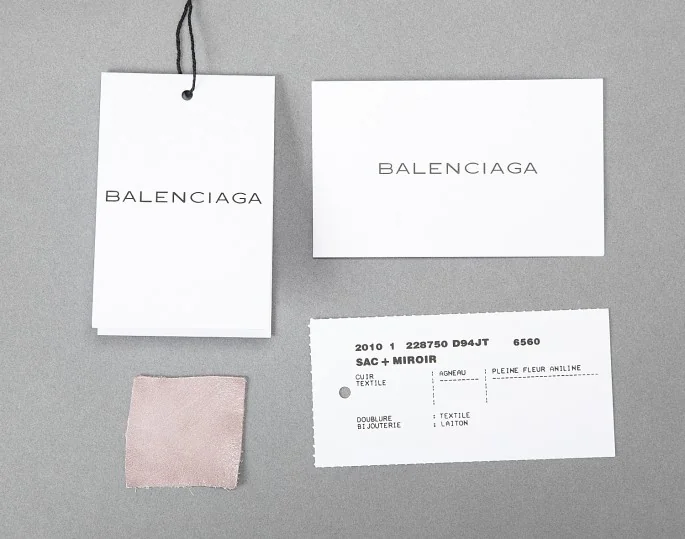 BALENCIAGA
BALENCIAGA
2010 1 228750 D94JT 6560
SAC + MIROIR
CUIR : AGNEAU : PLEINE FLEUR ANILINE
TEXTILE
DOUBLURE : TEXTILE
BIJOUTERIE : LAITON